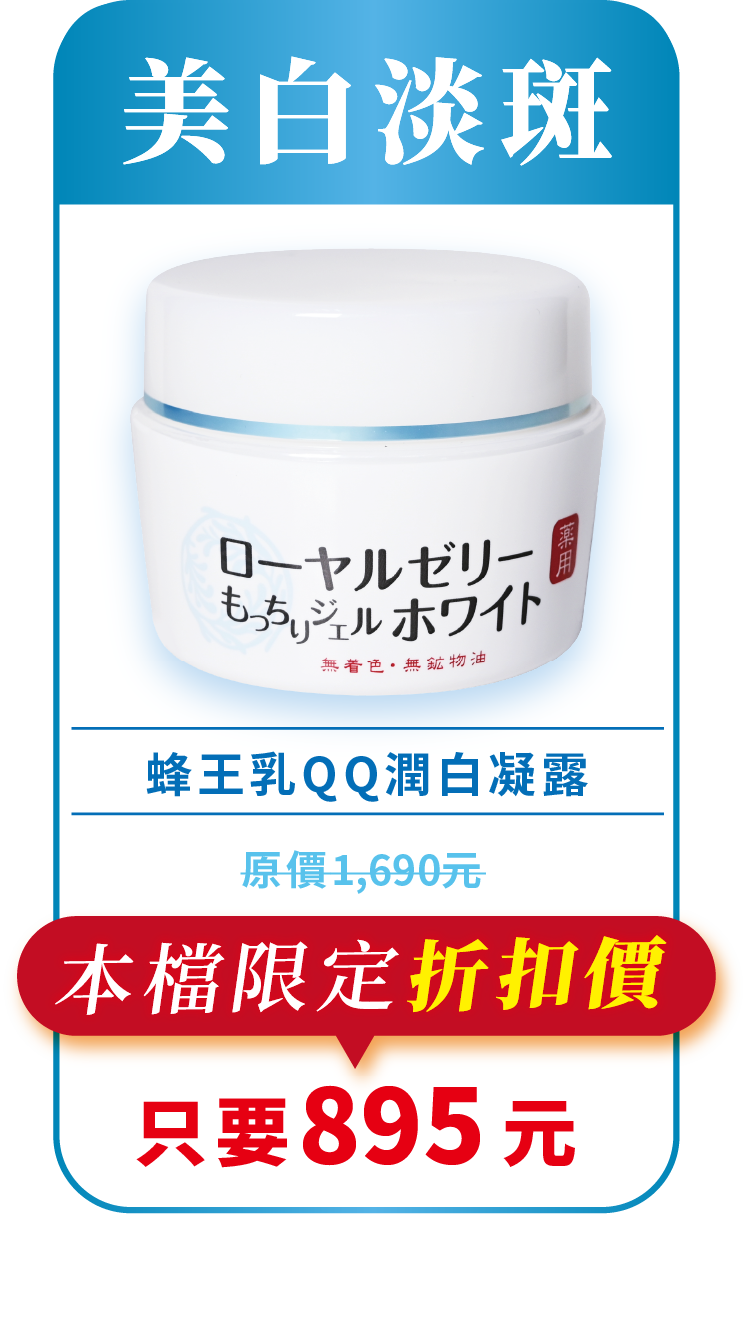 美白淡斑
薬用
ローヤルゼリー
もっちりジェルホワイト
無着色・無鉱物油
蜂王乳QQ潤白凝露
原價1,690元
本檔限定折扣價
只要895元